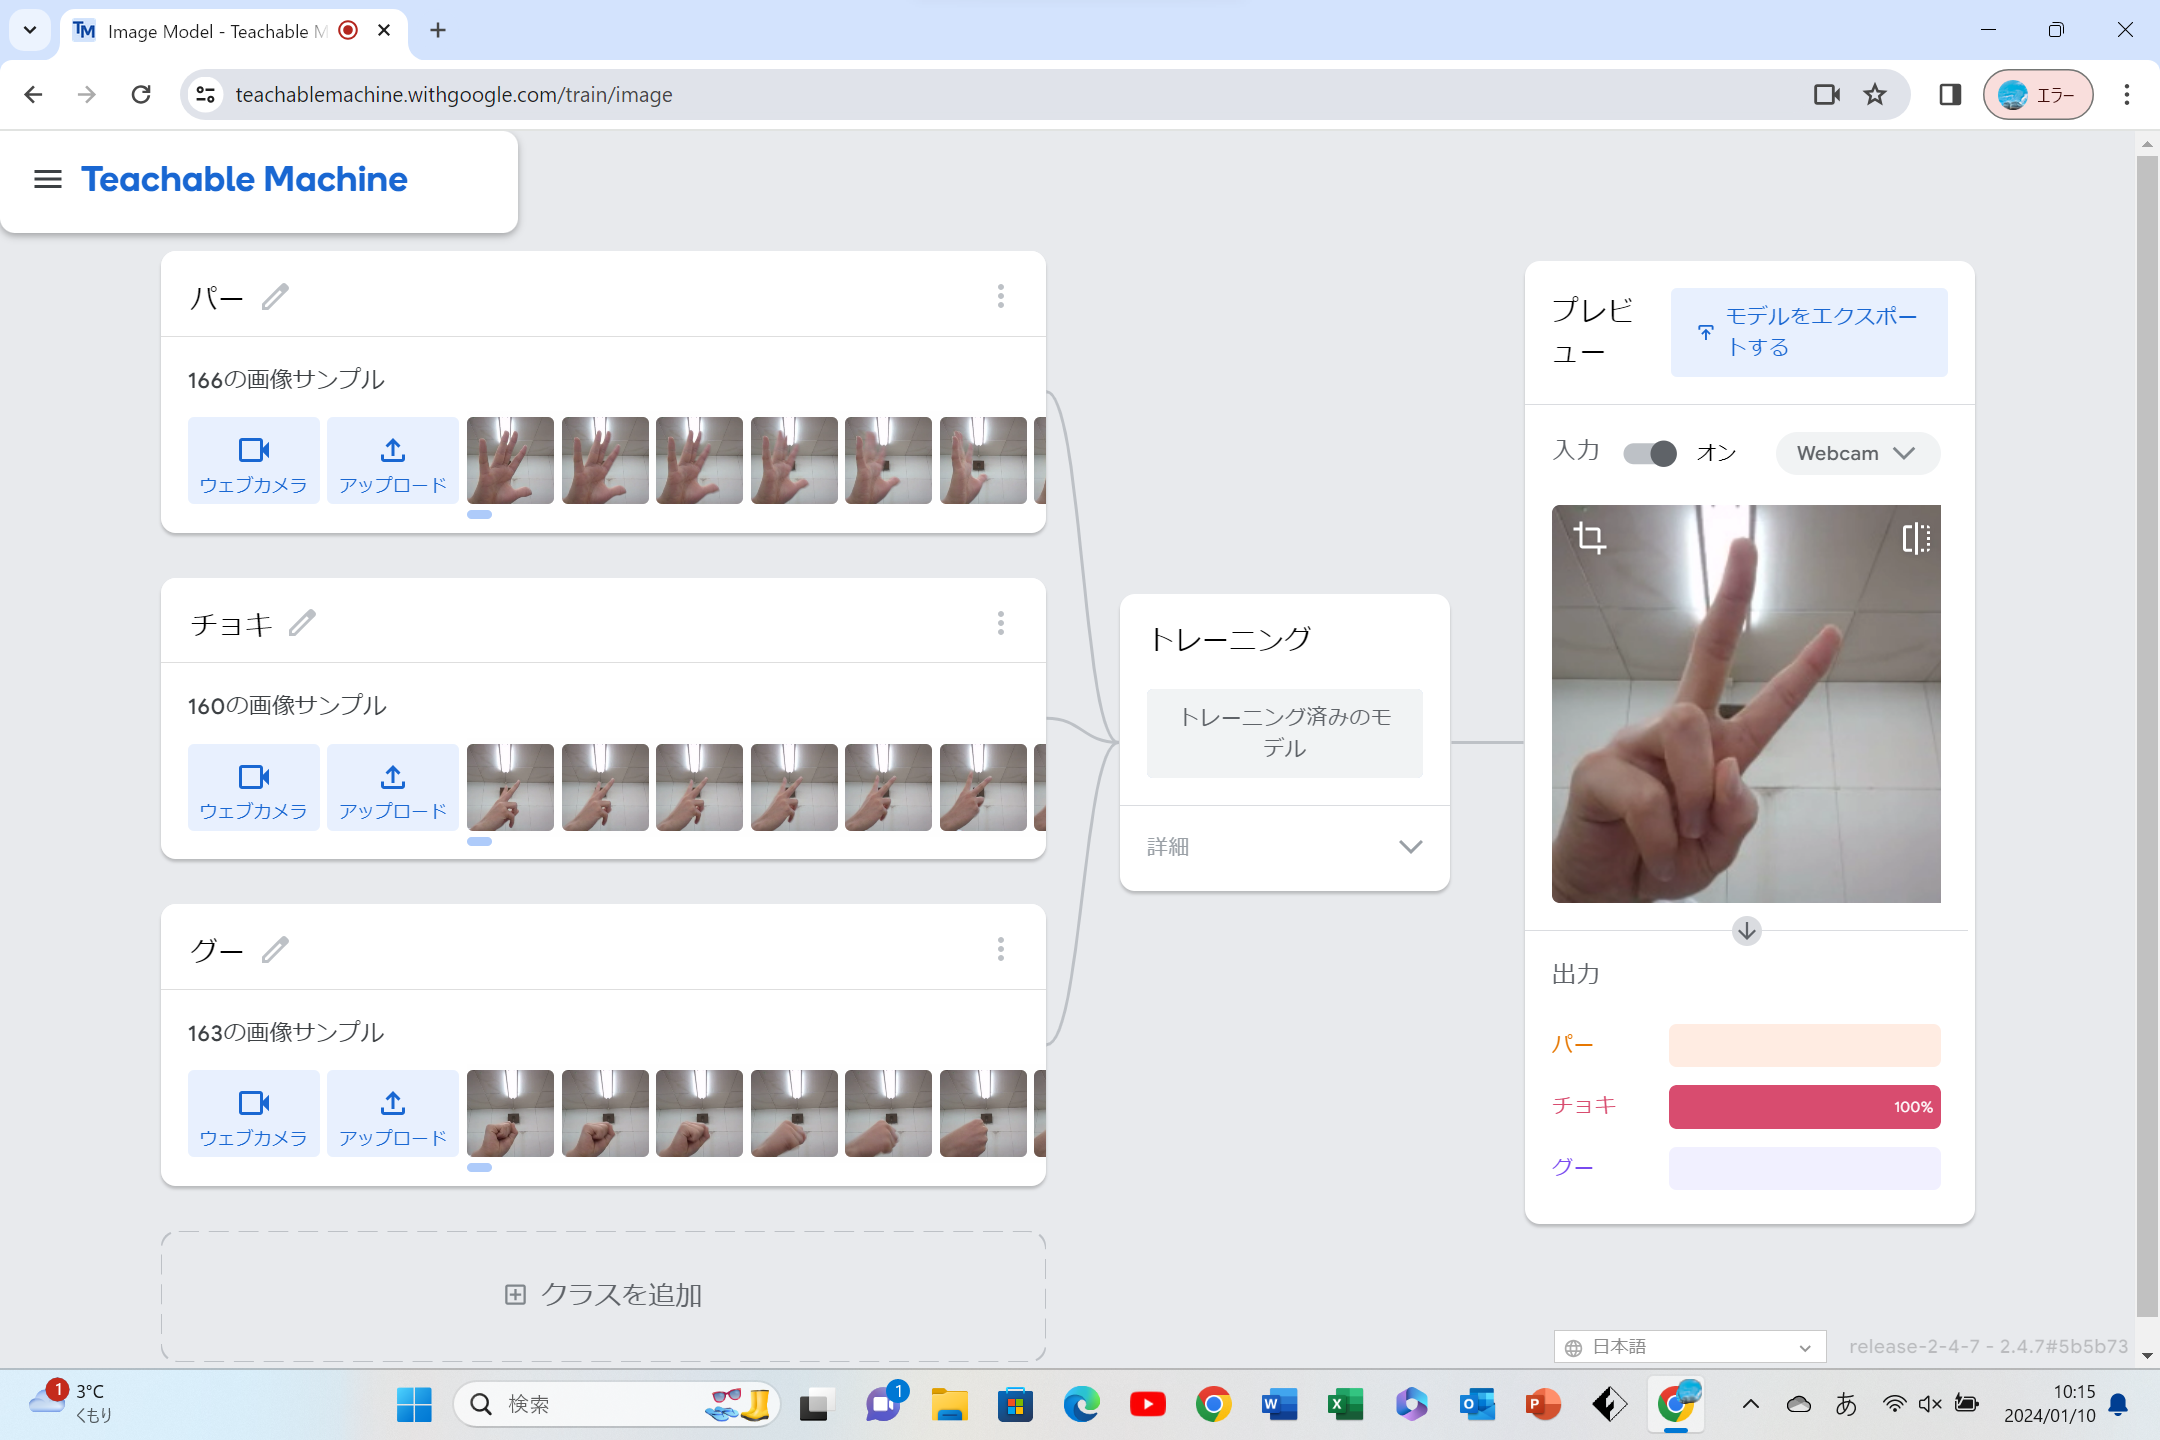 Image Model - Teachable M
teachablemachine.withgoogle.com/train/image
エラー
Teachable Machine
パー
166の画像サンプル
ウェブカメラ
アップロード
チョキ
160の画像サンプル
ウェブカメラ
アップロード
グー
163の画像サンプル
ウェブカメラ
アップロード
クラスを追加
トレーニング
トレーニング済みのモ
デル
詳細
プレビ
ュー
モデルをエクスポー
トする
入力
オン
Webcam
出力
パー
チョキ
100%
グー
日本語
release-2-4-7 - 2.4.7#5b5b73
1
3°C
くもり
検索
1
あ
10:15
2024/01/10